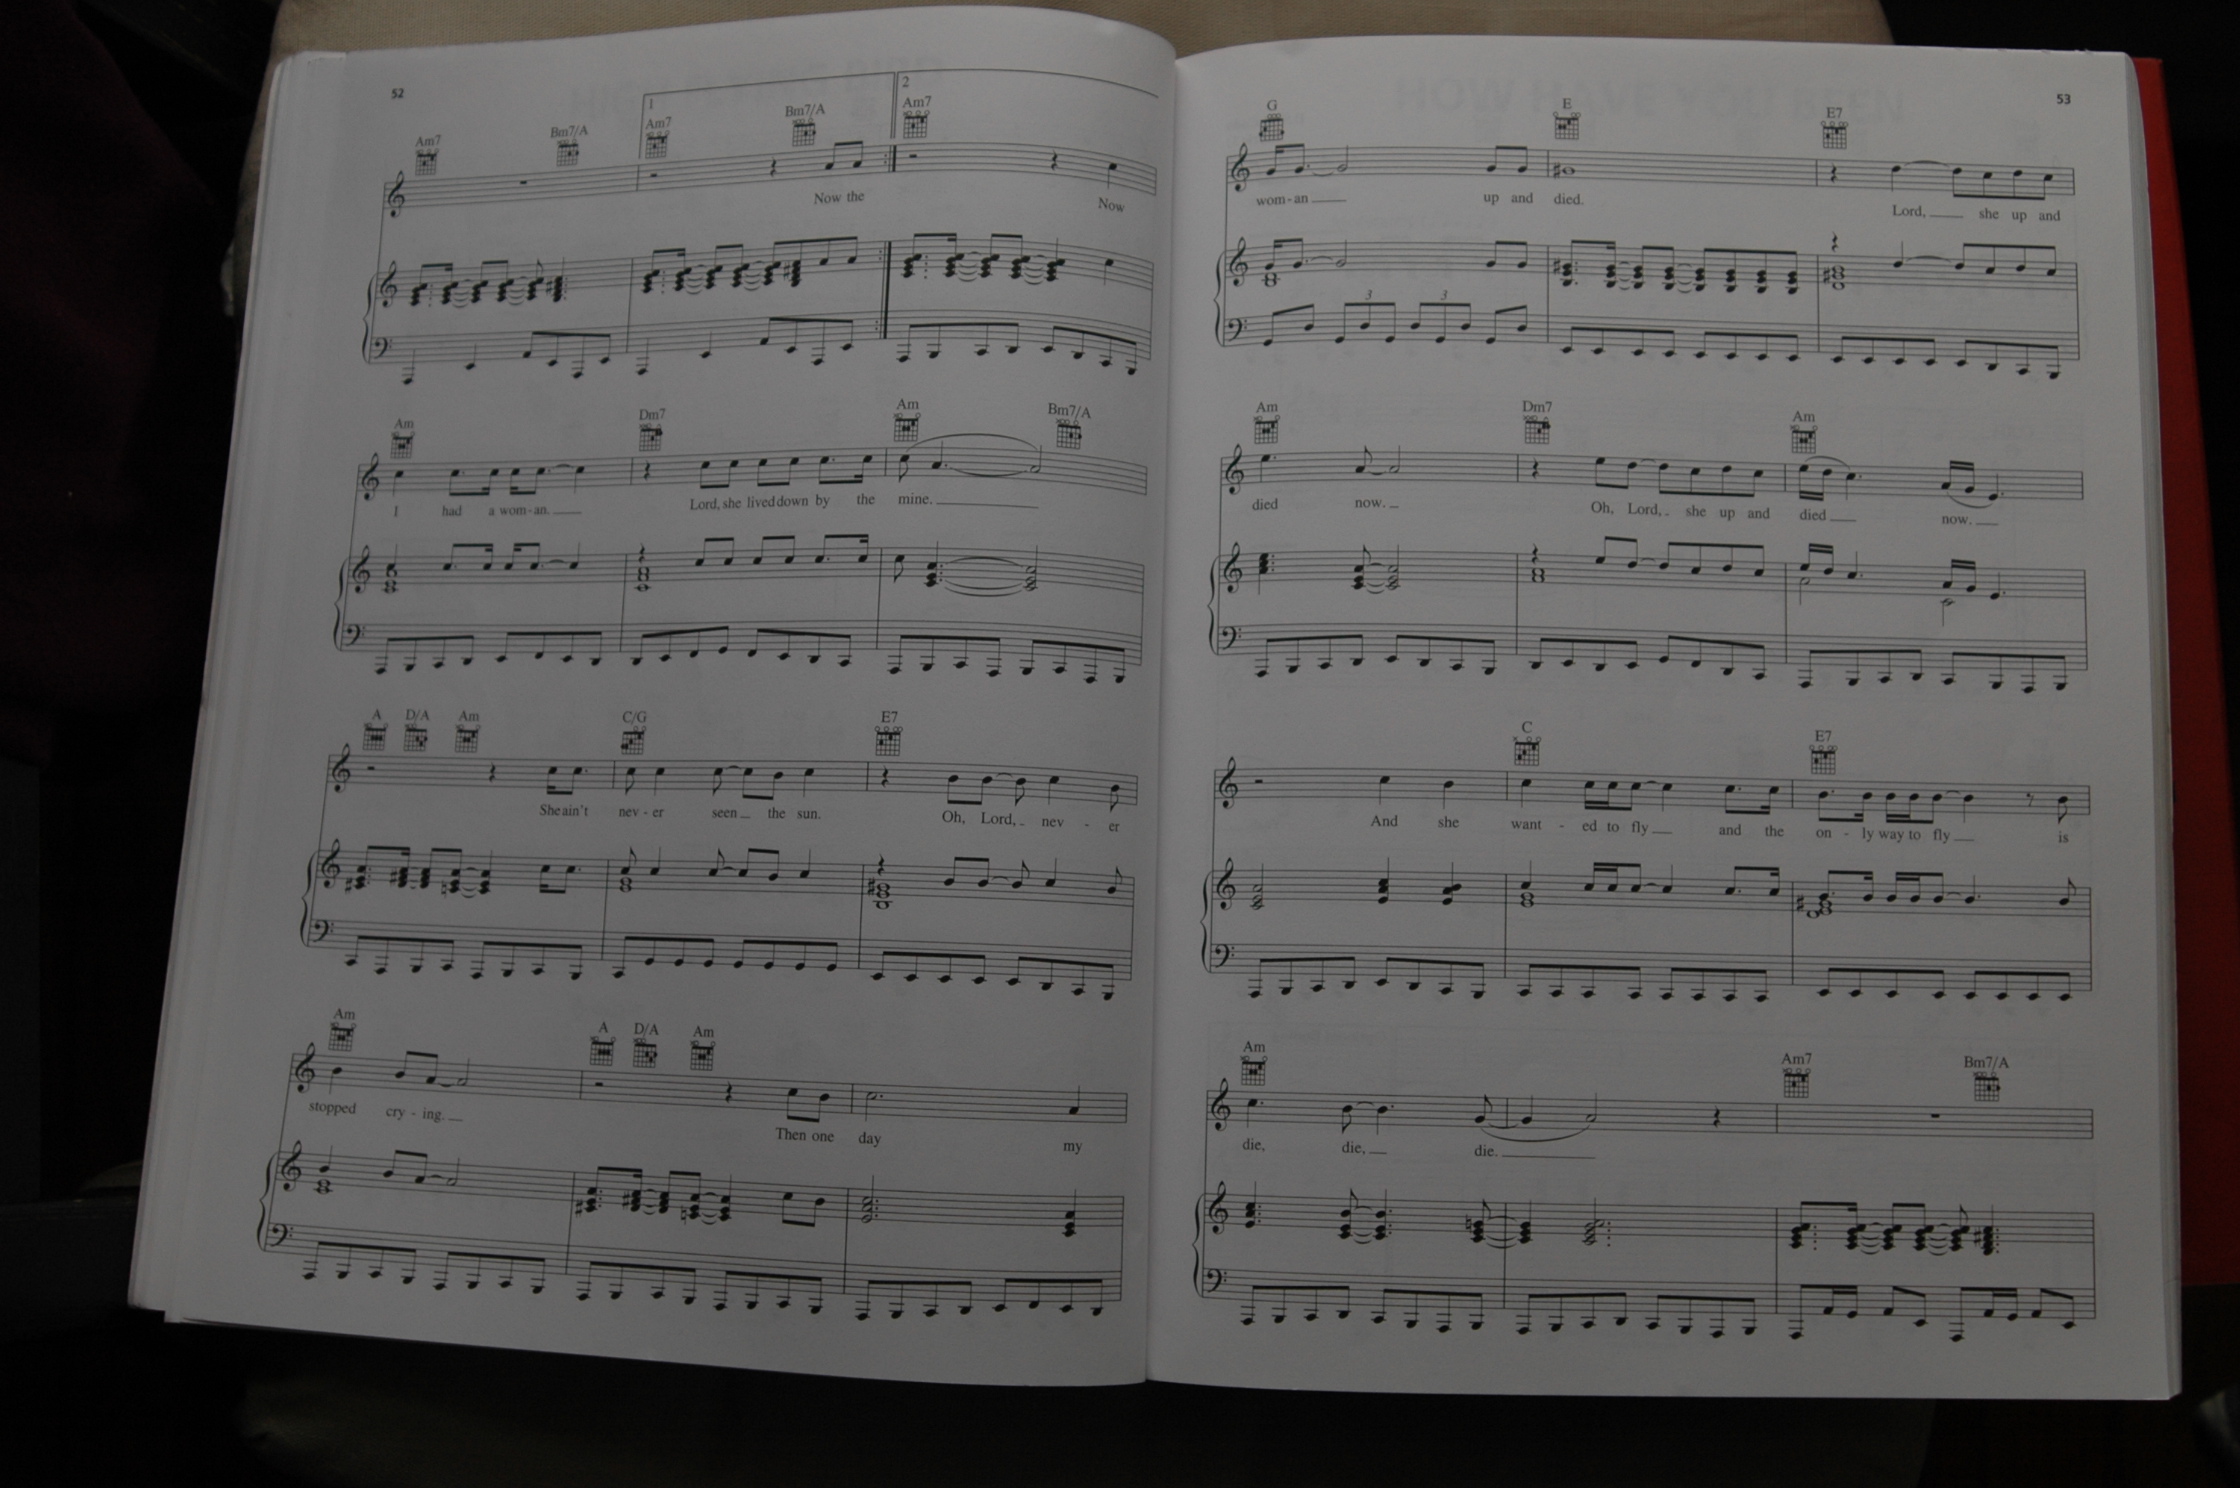 52
1
2
Am7 Bm7/A Am7 Bm7/A Am7
Now the Now
Am Dm7 Am Bm7/A
I had a wom-an. Lord, she lived down by the mine.
A D/A Am C/G E7
She ain't nev-er seen the sun. Oh, Lord, nev-er
Am A D/A Am
stopped cry-ing. Then one day my
53
HOW HAVE YOU BEEN
G E E7
wom-an up and died. Lord, she up and
3 3
Am Dm7 Am
died now. Oh, Lord, she up and died now.
C E7
And she want-ed to fly and the on-ly way to fly is
Am Am7 Bm7/A
die, die, die.